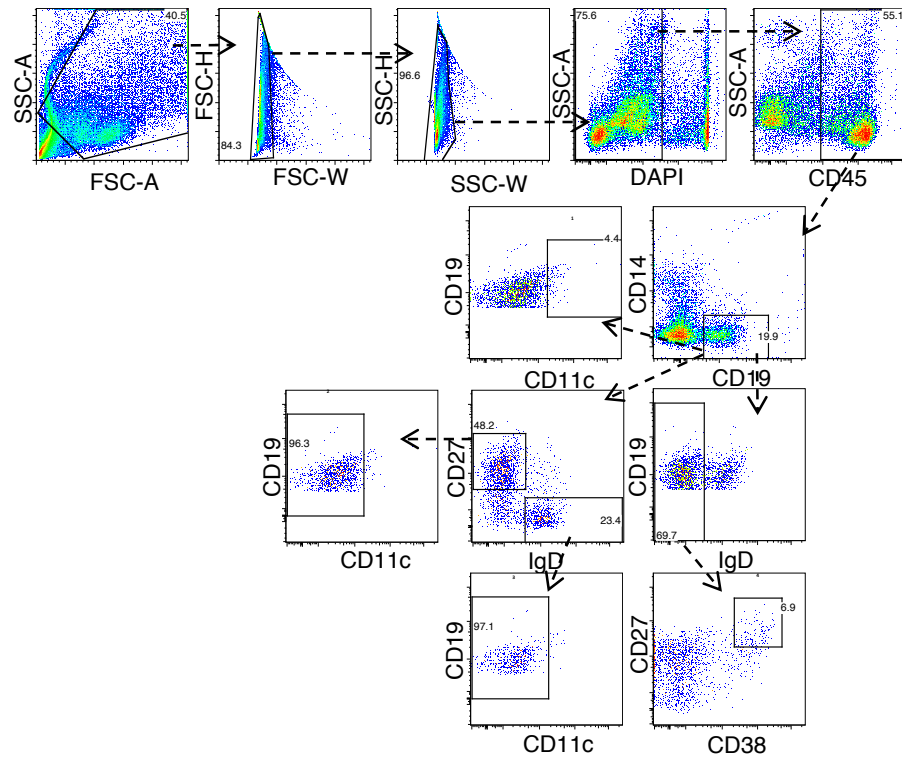 40.5
SSC-A
FSC-A
84.3
FSC-H
FSC-W
96.6
SSC-H
SSC-W
75.6
SSC-A
DAPI
55.1
SSC-A
CD45
4.4
CD19
CD11c
CD14
19.9
CD19
96.3
CD19
CD11c
48.2
CD27
23.4
IgD
CD19
69.7
IgD
97.1
CD19
CD11c
6.9
CD27
CD38